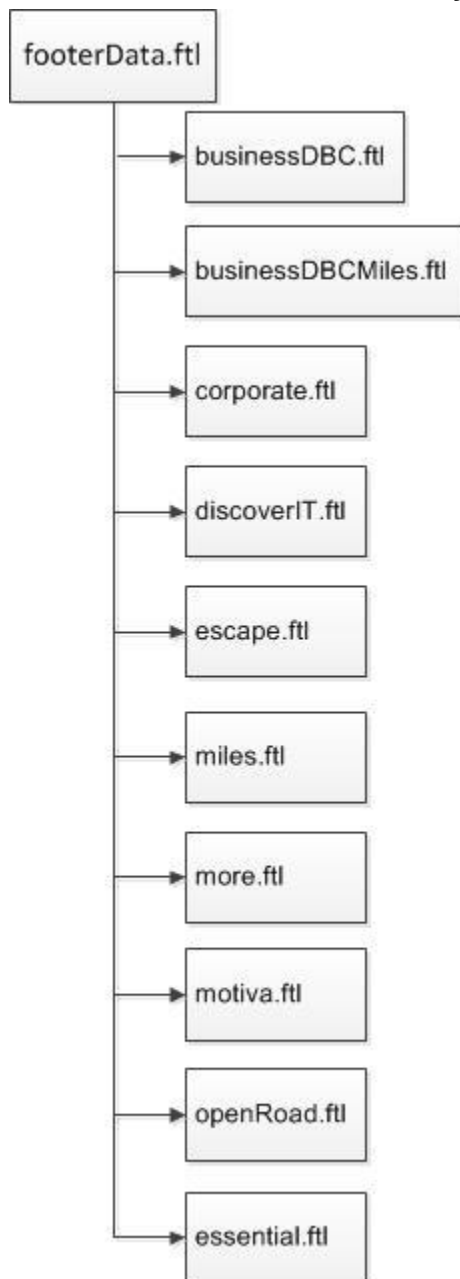 footerData.ftl
businessDBC.ftl
businessDBCMiles.ftl
corporate.ftl
discoverIT.ftl
escape.ftl
miles.ftl
more.ftl
motiva.ftl
openRoad.ftl
essential.ftl